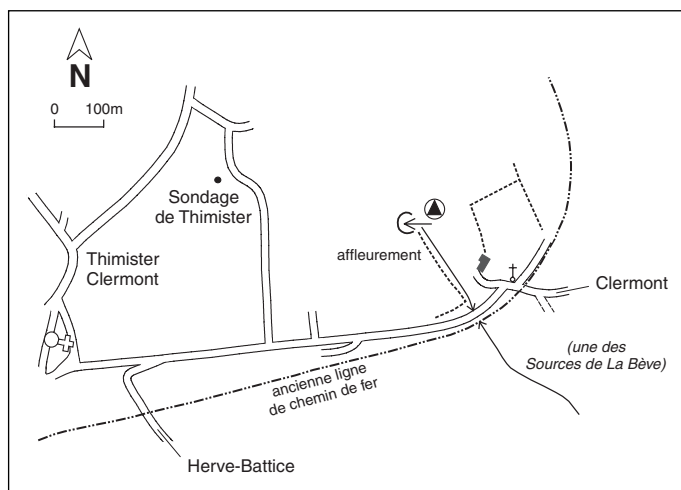 N
0 100m
Sondage
de Thimister
affleurement
Thimister
Clermont
Clermont
(une des
Sources de La Bève)
ancienne ligne
de chemin de fer
Herve-Battice